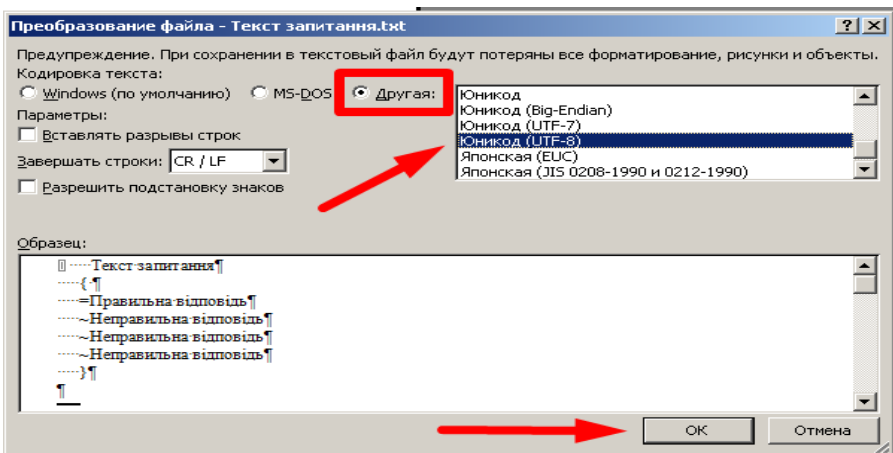 Преобразование файла - Текст запитання.txt
Предупреждение. При сохранении в текстовый файл будут потеряны все форматирование, рисунки и объекты.
Кодировка текста:
Windows (по умолчанию) MS-DOS Другая:
Юникод
Юникод (Big-Endian)
Юникод (UTF-7)
Юникод (UTF-8)
Японская (EUC)
Японская (JIS 0208-1990 и 0212-1990)
Параметры:
Вставлять разрывы строк
Завершать строки: CR / LF
Разрешить подстановку знаков
Образец:
·····Текст·запитання¶
·····{·¶
·····=Правильна·відповідь¶
·····~Неправильна·відповідь¶
·····~Неправильна·відповідь¶
·····~Неправильна·відповідь¶
·····}¶
¶
ОК Отмена